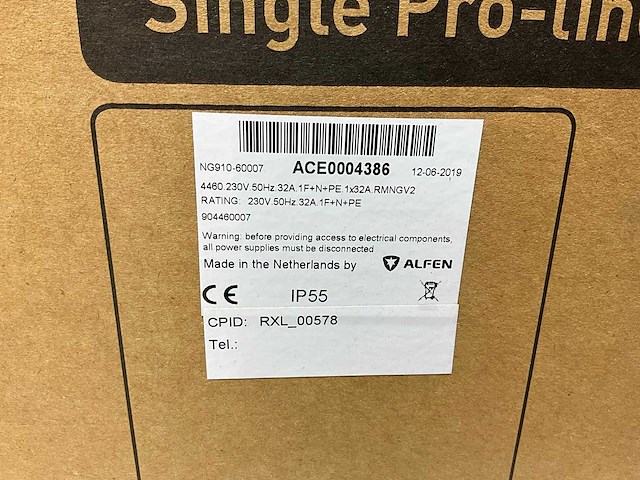 Single Pro-line
NG910-60007 ACE0004386 12-06-2019
4460.230V.50Hz.32A.1F+N+PE.1x32A.RMNGV2
RATING: 230V.50Hz.32A.1F+N+PE
904460007
Warning: before providing access to electrical components,
all power supplies must be disconnected
Made in the Netherlands by ALFEN
CE IP55
CPID: RXL_00578
Tel.: